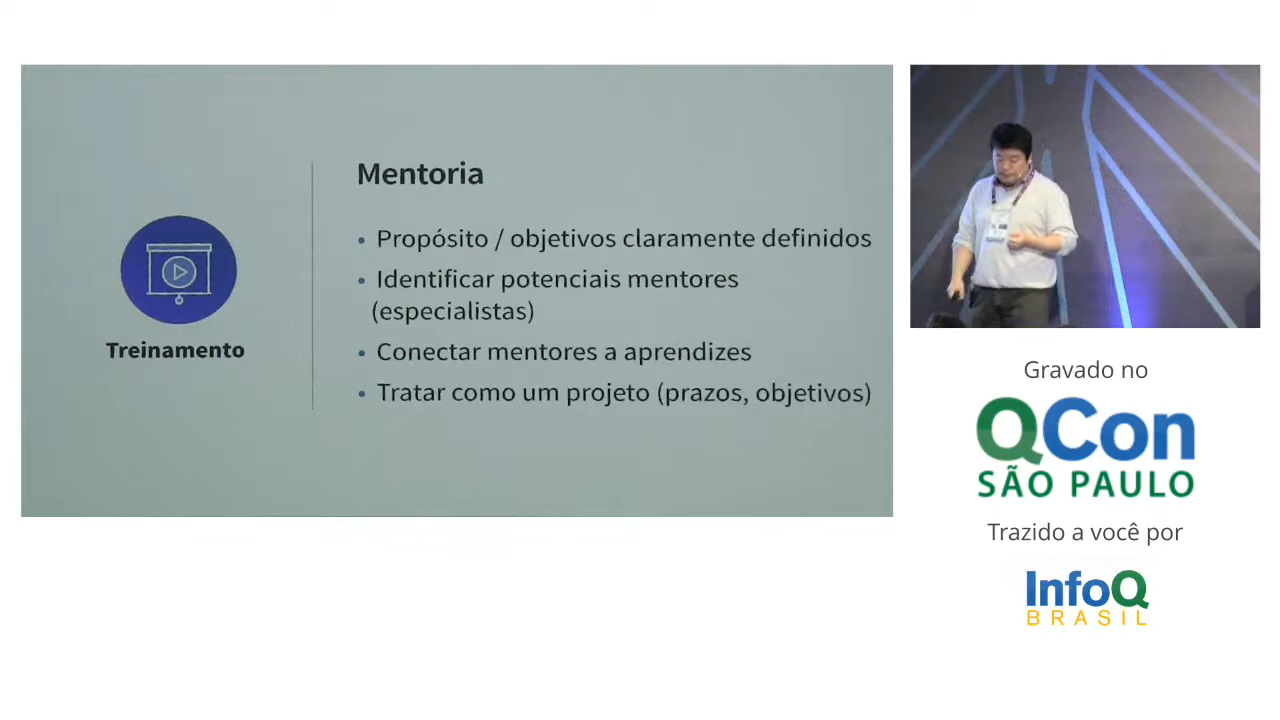 Treinamento
Mentoria
• Propósito / objetivos claramente definidos
• Identificar potenciais mentores
(especialistas)
• Conectar mentores a aprendizes
• Tratar como um projeto (prazos, objetivos)
Gravado no
QCon
SÃO PAULO
Trazido a você por
InfoQ
BRASIL